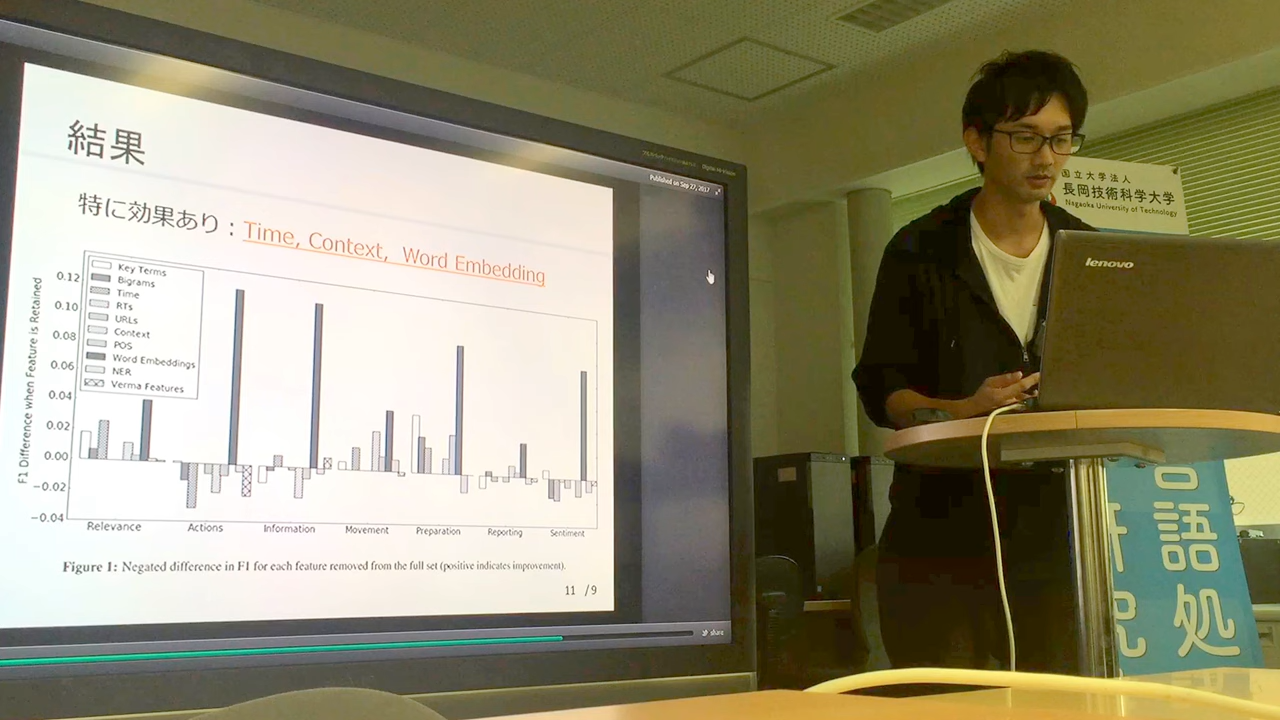 結果
特に効果あり：Time, Context, Word Embedding
F1 Difference when Feature is Retained
0.12
0.10
0.08
0.06
0.04
0.02
0.00
−0.02
−0.04
Key Terms
Bigrams
Time
RTs
URLs
Context
POS
Word Embeddings
NER
Verma Features
Relevance Actions Information Movement Preparation Reporting Sentiment
Figure 1: Negated difference in F1 for each feature removed from the full set (positive indicates improvement).
11 /9
Published on Sep 27, 2017
share
国立大学法人
長岡技術科学大学
Nagaoka University of Technology
lenovo
語処